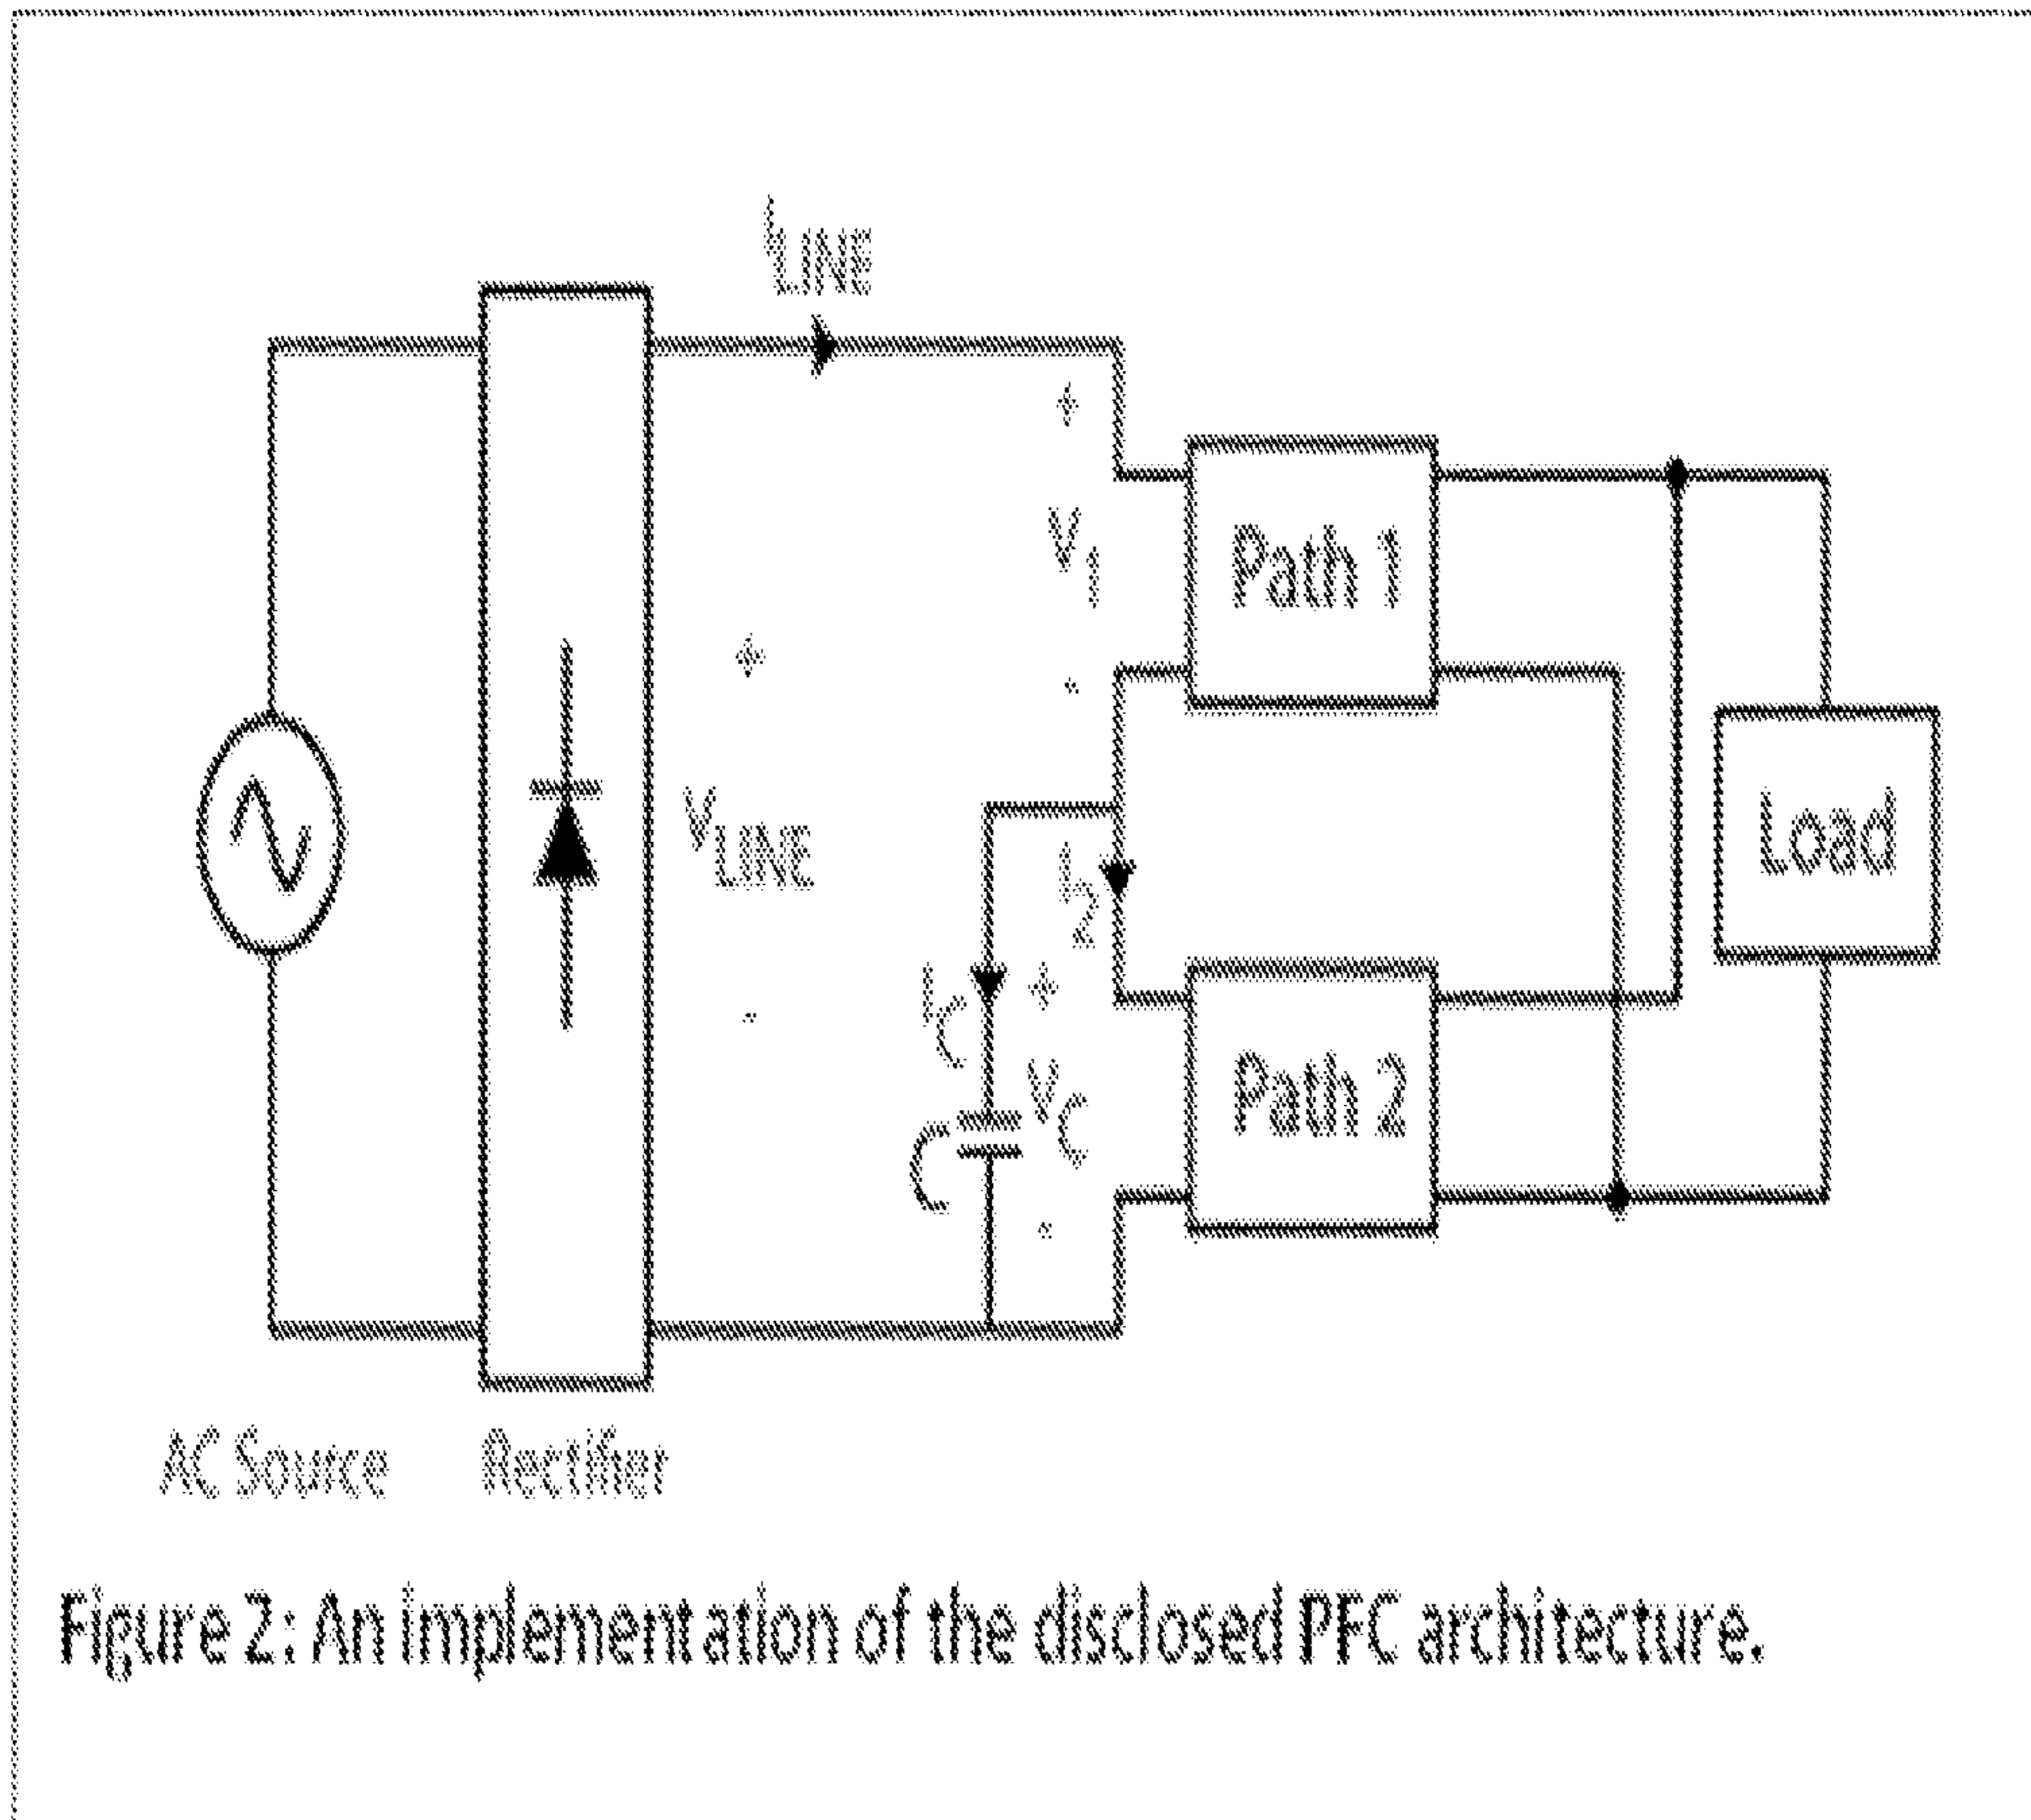 iLINE
+
V1
Path 1
-
+
VLINE
-
Load
i2
iC
+
VC
-
C
Path 2
AC Source
Rectifier
Figure 2: An implementation of the disclosed PFC architecture.